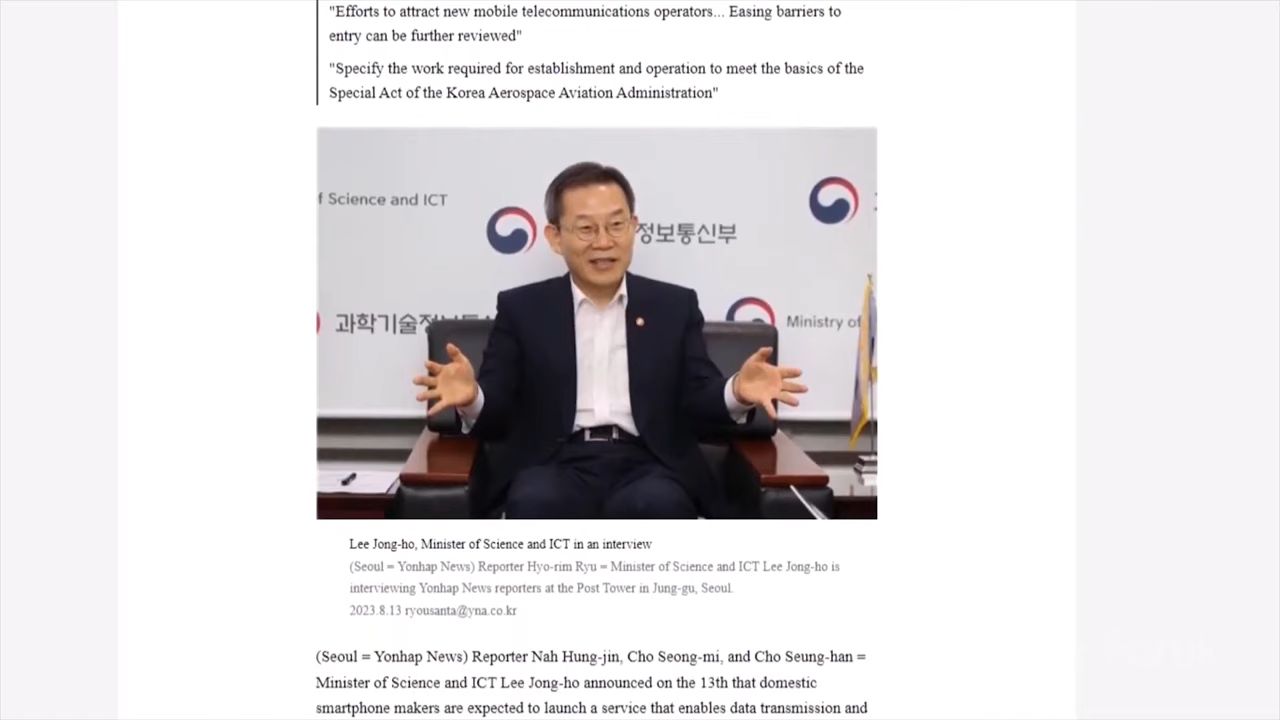 "Efforts to attract new mobile telecommunications operators... Easing barriers to
entry can be further reviewed"
"Specify the work required for establishment and operation to meet the basics of the
Special Act of the Korea Aerospace Aviation Administration"
f Science and ICT
정보통신부
과학기술정보통신
Ministry of
Lee Jong-ho, Minister of Science and ICT in an interview
(Seoul = Yonhap News) Reporter Hyo-rim Ryu = Minister of Science and ICT Lee Jong-ho is
interviewing Yonhap News reporters at the Post Tower in Jung-gu, Seoul.
2023.8.13 ryousanta@yna.co.kr
(Seoul = Yonhap News) Reporter Nah Hung-jin, Cho Seong-mi, and Cho Seung-han =
Minister of Science and ICT Lee Jong-ho announced on the 13th that domestic
smartphone makers are expected to launch a service that enables data transmission and